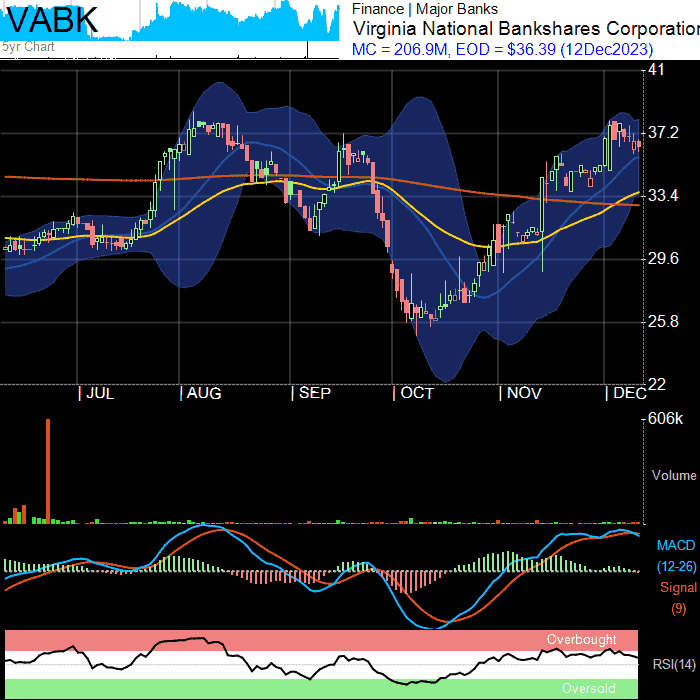 VABK
5yr Chart
Finance | Major Banks
Virginia National Bankshares Corporation
MC = 206.9M, EOD = $36.39 (12Dec2023)
41
37.2
33.4
29.6
25.8
22
| JUL | AUG | SEP | OCT | NOV | DEC
606k
Volume
MACD
(12-26)
Signal
(9)
Overbought
RSI(14)
Oversold